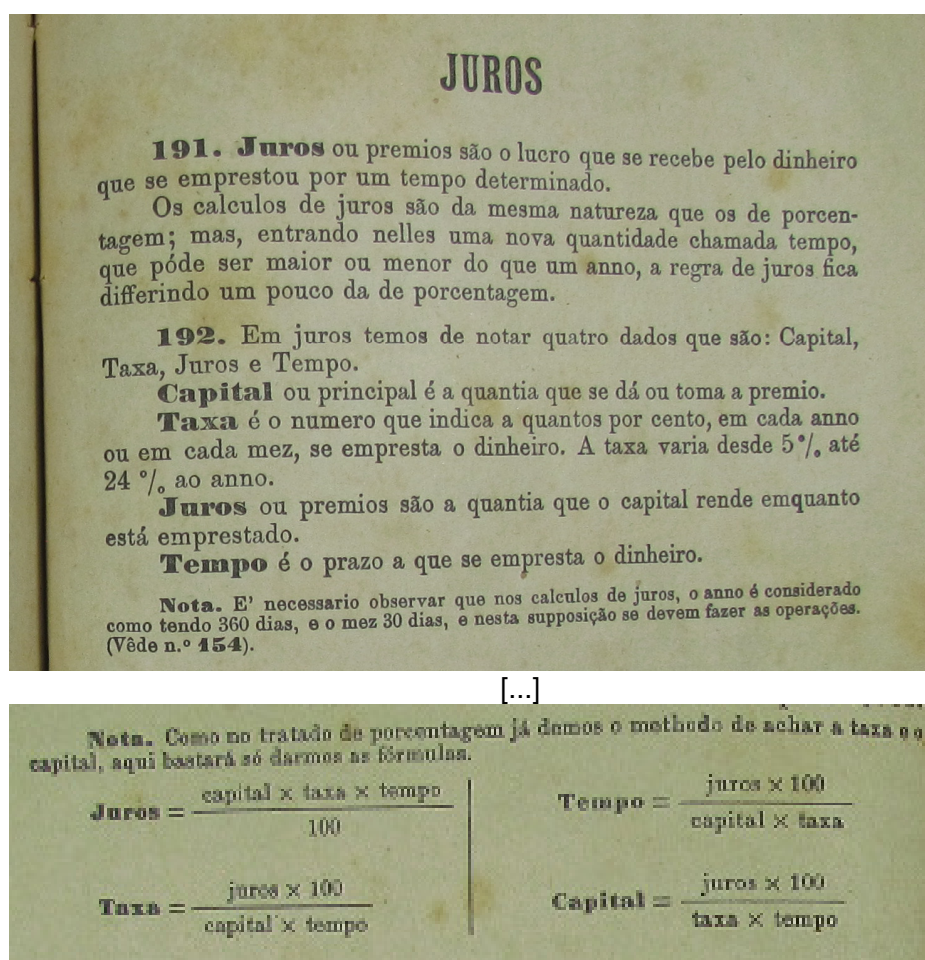 JUROS
191. Juros ou premios são o lucro que se recebe pelo dinheiro
que se emprestou por um tempo determinado.
Os calculos de juros são da mesma natureza que os de porcen-
tagem; mas, entrando nelles uma nova quantidade chamada tempo,
que póde ser maior ou menor do que um anno, a regra de juros fica
differindo um pouco da de porcentagem.
192. Em juros temos de notar quatro dados que são: Capital,
Taxa, Juros e Tempo.
Capital ou principal é a quantia que se dá ou toma a premio.
Taxa é o numero que indica a quantos por cento, em cada anno
ou em cada mez, se empresta o dinheiro. A taxa varia desde 5 % até
24 % ao anno.
Juros ou premios são a quantia que o capital rende emquanto
está emprestado.
Tempo é o prazo a que se empresta o dinheiro.
Nota. E' necessario observar que nos calculos de juros, o anno é considerado
como tendo 360 dias, e o mez 30 dias, e nesta supposição se devem fazer as operações.
(Vêde n.º 154).
[...]
Nota. Como no tratado de porcentagem já demos o methodo de achar a taxa e o
capital, aqui bastará só darmos as fórmulas.
Juros = capital × taxa × tempo / 100
Taxa = juros × 100 / capital × tempo
Tempo = juros × 100 / capital × taxa
Capital = juros × 100 / taxa × tempo